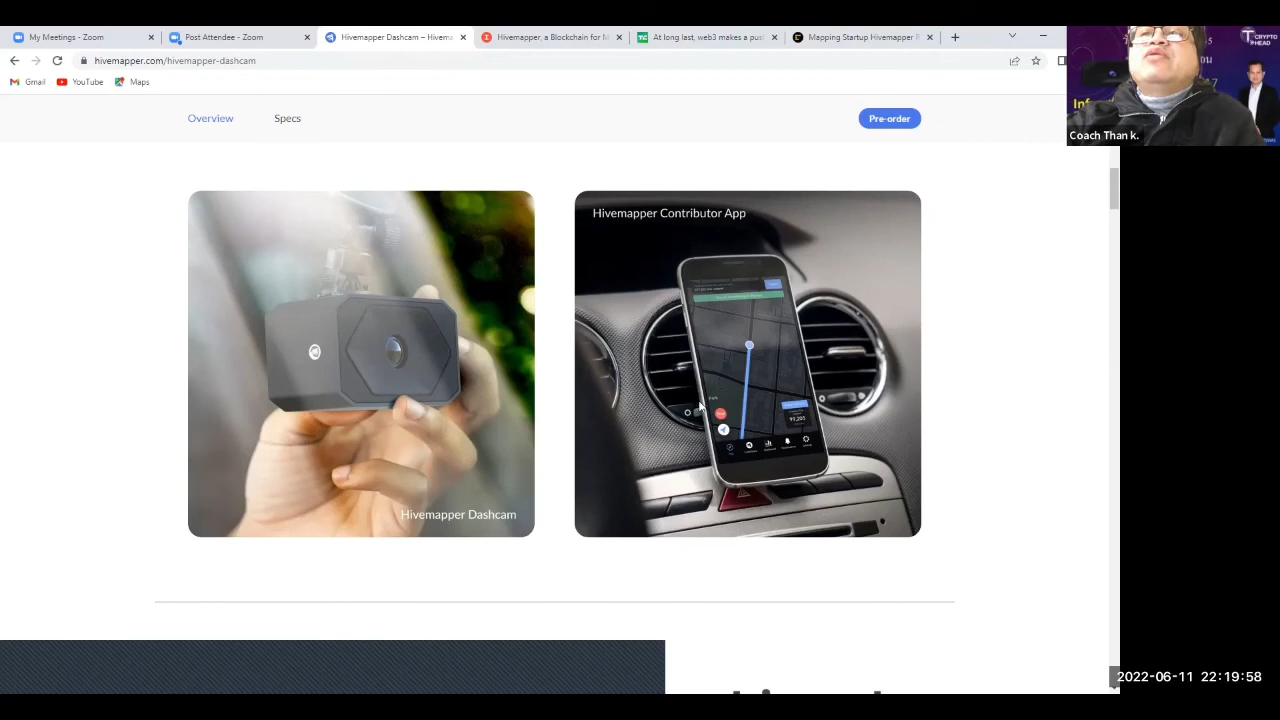 My Meetings - Zoom
Post Attendee - Zoom
Hivemapper Dashcam – Hivema
Hivemapper, a Blockchain for M
At long last, web3 makes a pus
Mapping Startup Hivemapper R
hivemapper.com/hivemapper-dashcam
Gmail
YouTube
Maps
Overview
Specs
Pre-order
Hivemapper Contributor App
Hivemapper Dashcam
CRYPTO
HEAD
Coach Than k.
2022-06-11 22:19:58